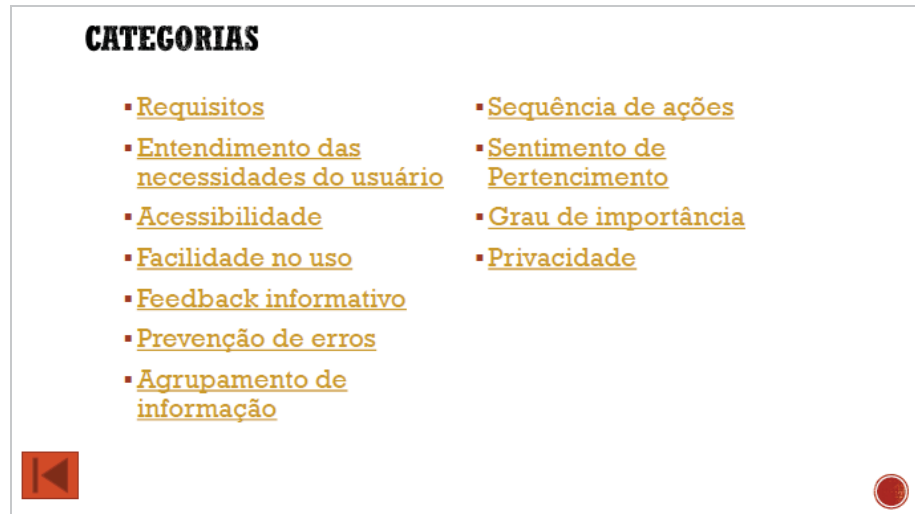 CATEGORIAS
▪ Requisitos
▪ Entendimento das
necessidades do usuário
▪ Acessibilidade
▪ Facilidade no uso
▪ Feedback informativo
▪ Prevenção de erros
▪ Agrupamento de
informação
▪ Sequência de ações
▪ Sentimento de
Pertencimento
▪ Grau de importância
▪ Privacidade